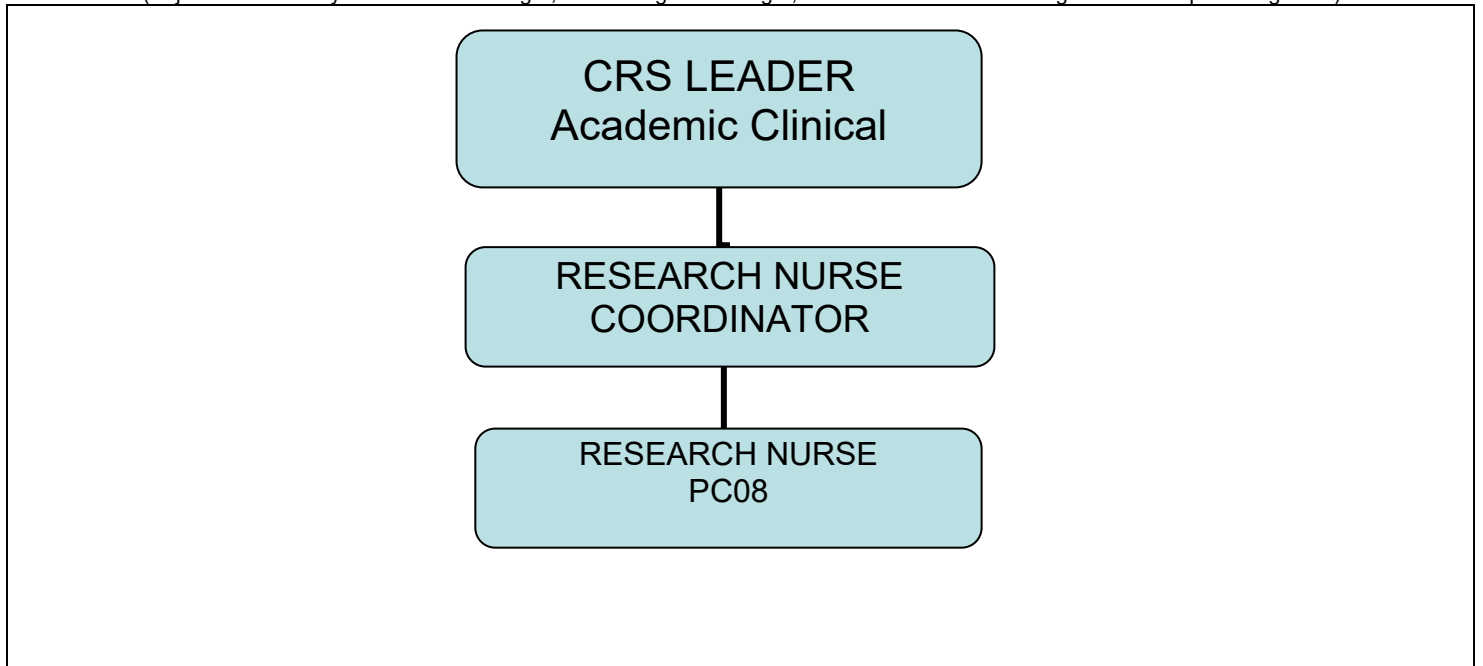 CRS LEADER
Academic Clinical
RESEARCH NURSE
COORDINATOR
RESEARCH NURSE
PC08